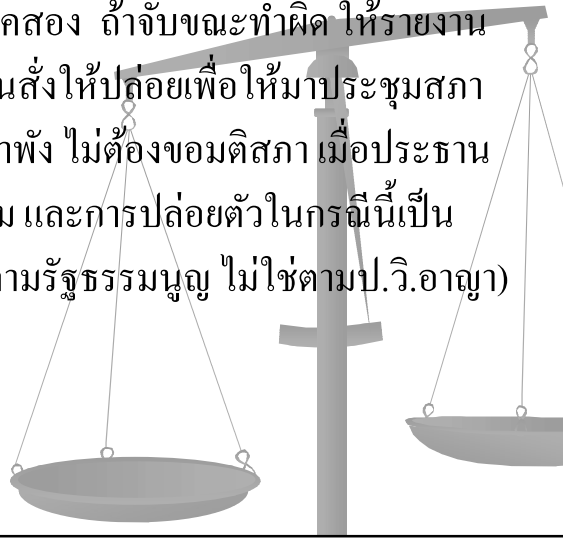 คสอง ถ้าจับขณะทำผิด ให้รายงาน
นสั่งให้ปล่อยเพื่อให้มาประชุมสภา
าพัง ไม่ต้องขอมติสภา เมื่อประธาน
ม และการปล่อยตัวในกรณีนี้เป็น
ามรัฐธรรมนูญ ไม่ใช่ตามป.วิ.อาญา)